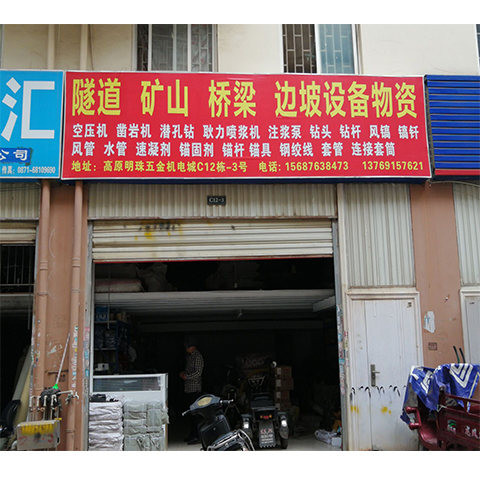 隧道 矿山 桥梁 边坡设备物资
空压机 凿岩机 潜孔钻 耿力喷浆机 注浆泵 钻头 钻杆 风镐 镐钎
风管 水管 速凝剂 锚固剂 锚杆 锚具 钢绞线 套管 连接套筒
地址：高原明珠五金机电城C12栋-3号 电话：15687638473 13769157621
汇
公司
传真：0871-68109690
C12-3